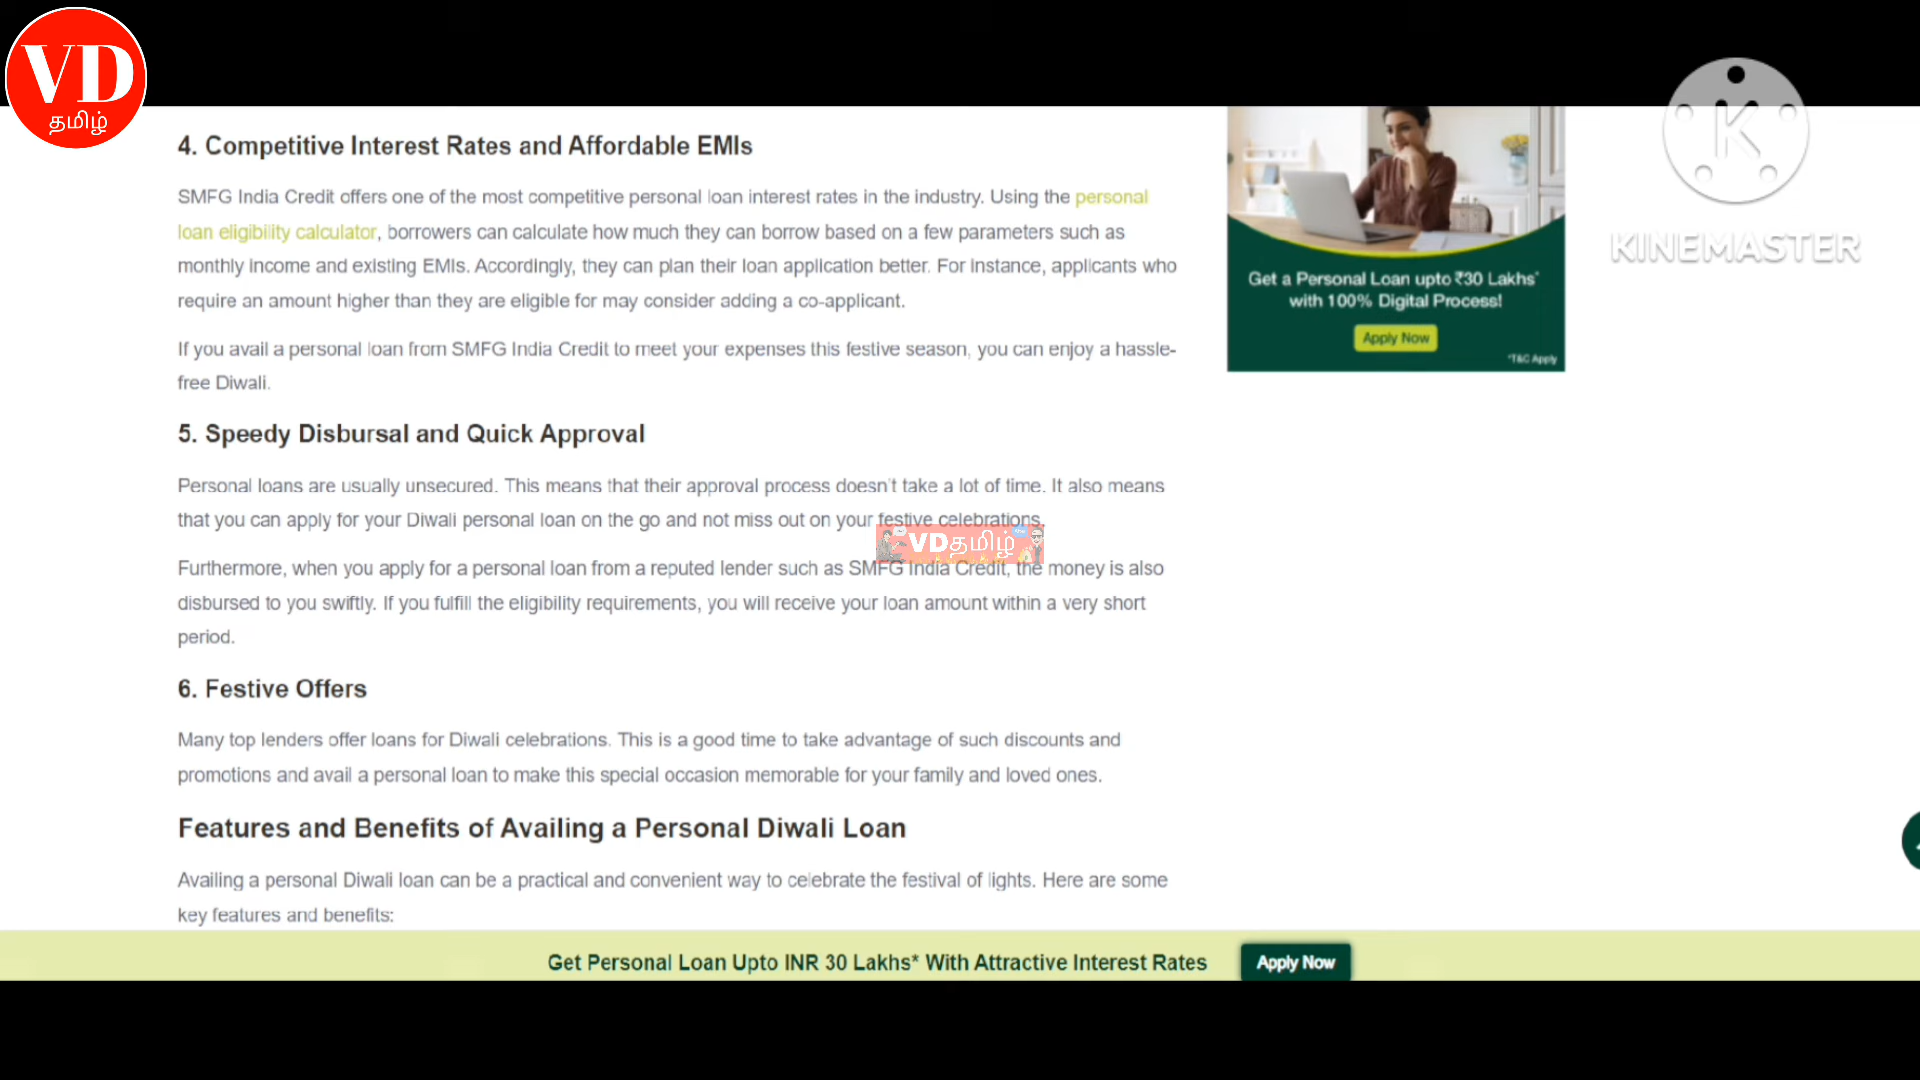 VD
தமிழ்
4. Competitive Interest Rates and Affordable EMIs
SMFG India Credit offers one of the most competitive personal loan interest rates in the industry. Using the personal
loan eligibility calculator, borrowers can calculate how much they can borrow based on a few parameters such as
monthly income and existing EMIs. Accordingly, they can plan their loan application better. For instance, applicants who
require an amount higher than they are eligible for may consider adding a co-applicant.
If you avail a personal loan from SMFG India Credit to meet your expenses this festive season, you can enjoy a hassle-
free Diwali.
5. Speedy Disbursal and Quick Approval
Personal loans are usually unsecured. This means that their approval process doesn't take a lot of time. It also means
that you can apply for your Diwali personal loan on the go and not miss out on your festive celebrations.
VDதமிழ்
Furthermore, when you apply for a personal loan from a reputed lender such as SMFG India Credit, the money is also
disbursed to you swiftly. If you fulfill the eligibility requirements, you will receive your loan amount within a very short
period.
6. Festive Offers
Many top lenders offer loans for Diwali celebrations. This is a good time to take advantage of such discounts and
promotions and avail a personal loan to make this special occasion memorable for your family and loved ones.
Features and Benefits of Availing a Personal Diwali Loan
Availing a personal Diwali loan can be a practical and convenient way to celebrate the festival of lights. Here are some
key features and benefits:
Get Personal Loan Upto INR 30 Lakhs* With Attractive Interest Rates
Apply Now
Get a Personal Loan upto ₹30 Lakhs*
with 100% Digital Process!
Apply Now
*T&C Apply
K
KINEMASTER